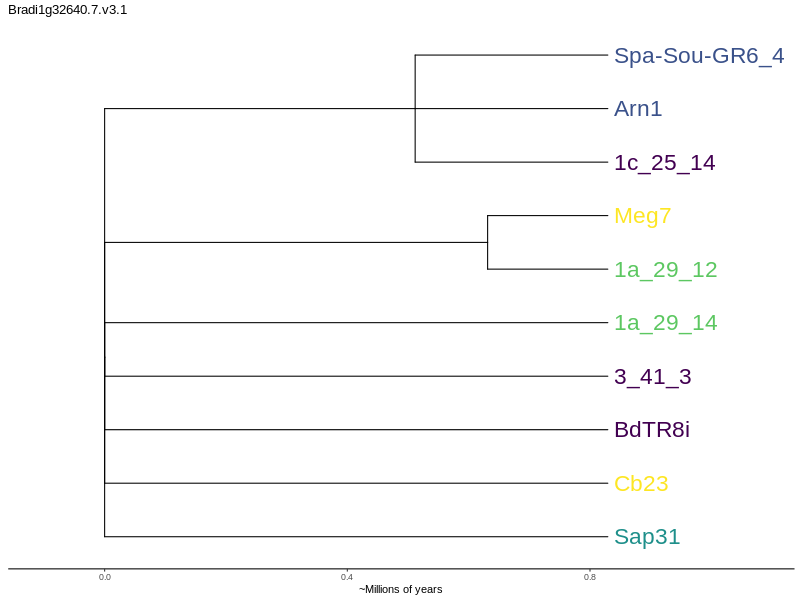 Bradi1g32640.7.v3.1
Spa-Sou-GR6_4
Arn1
1c_25_14
Meg7
1a_29_12
1a_29_14
3_41_3
BdTR8i
Cb23
Sap31
0.0 0.4 0.8
~Millions of years